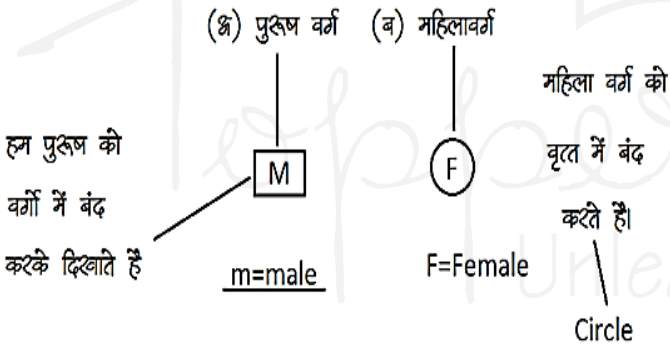 (अ) पुरूष वर्ग (ब) महिलावर्ग
हम पुरूष को
वर्गो में बंद
करके दिखाते है
M
m=male
F
F=Female
महिला वर्ग को
वृत्त में बंद
करते है।
Circle